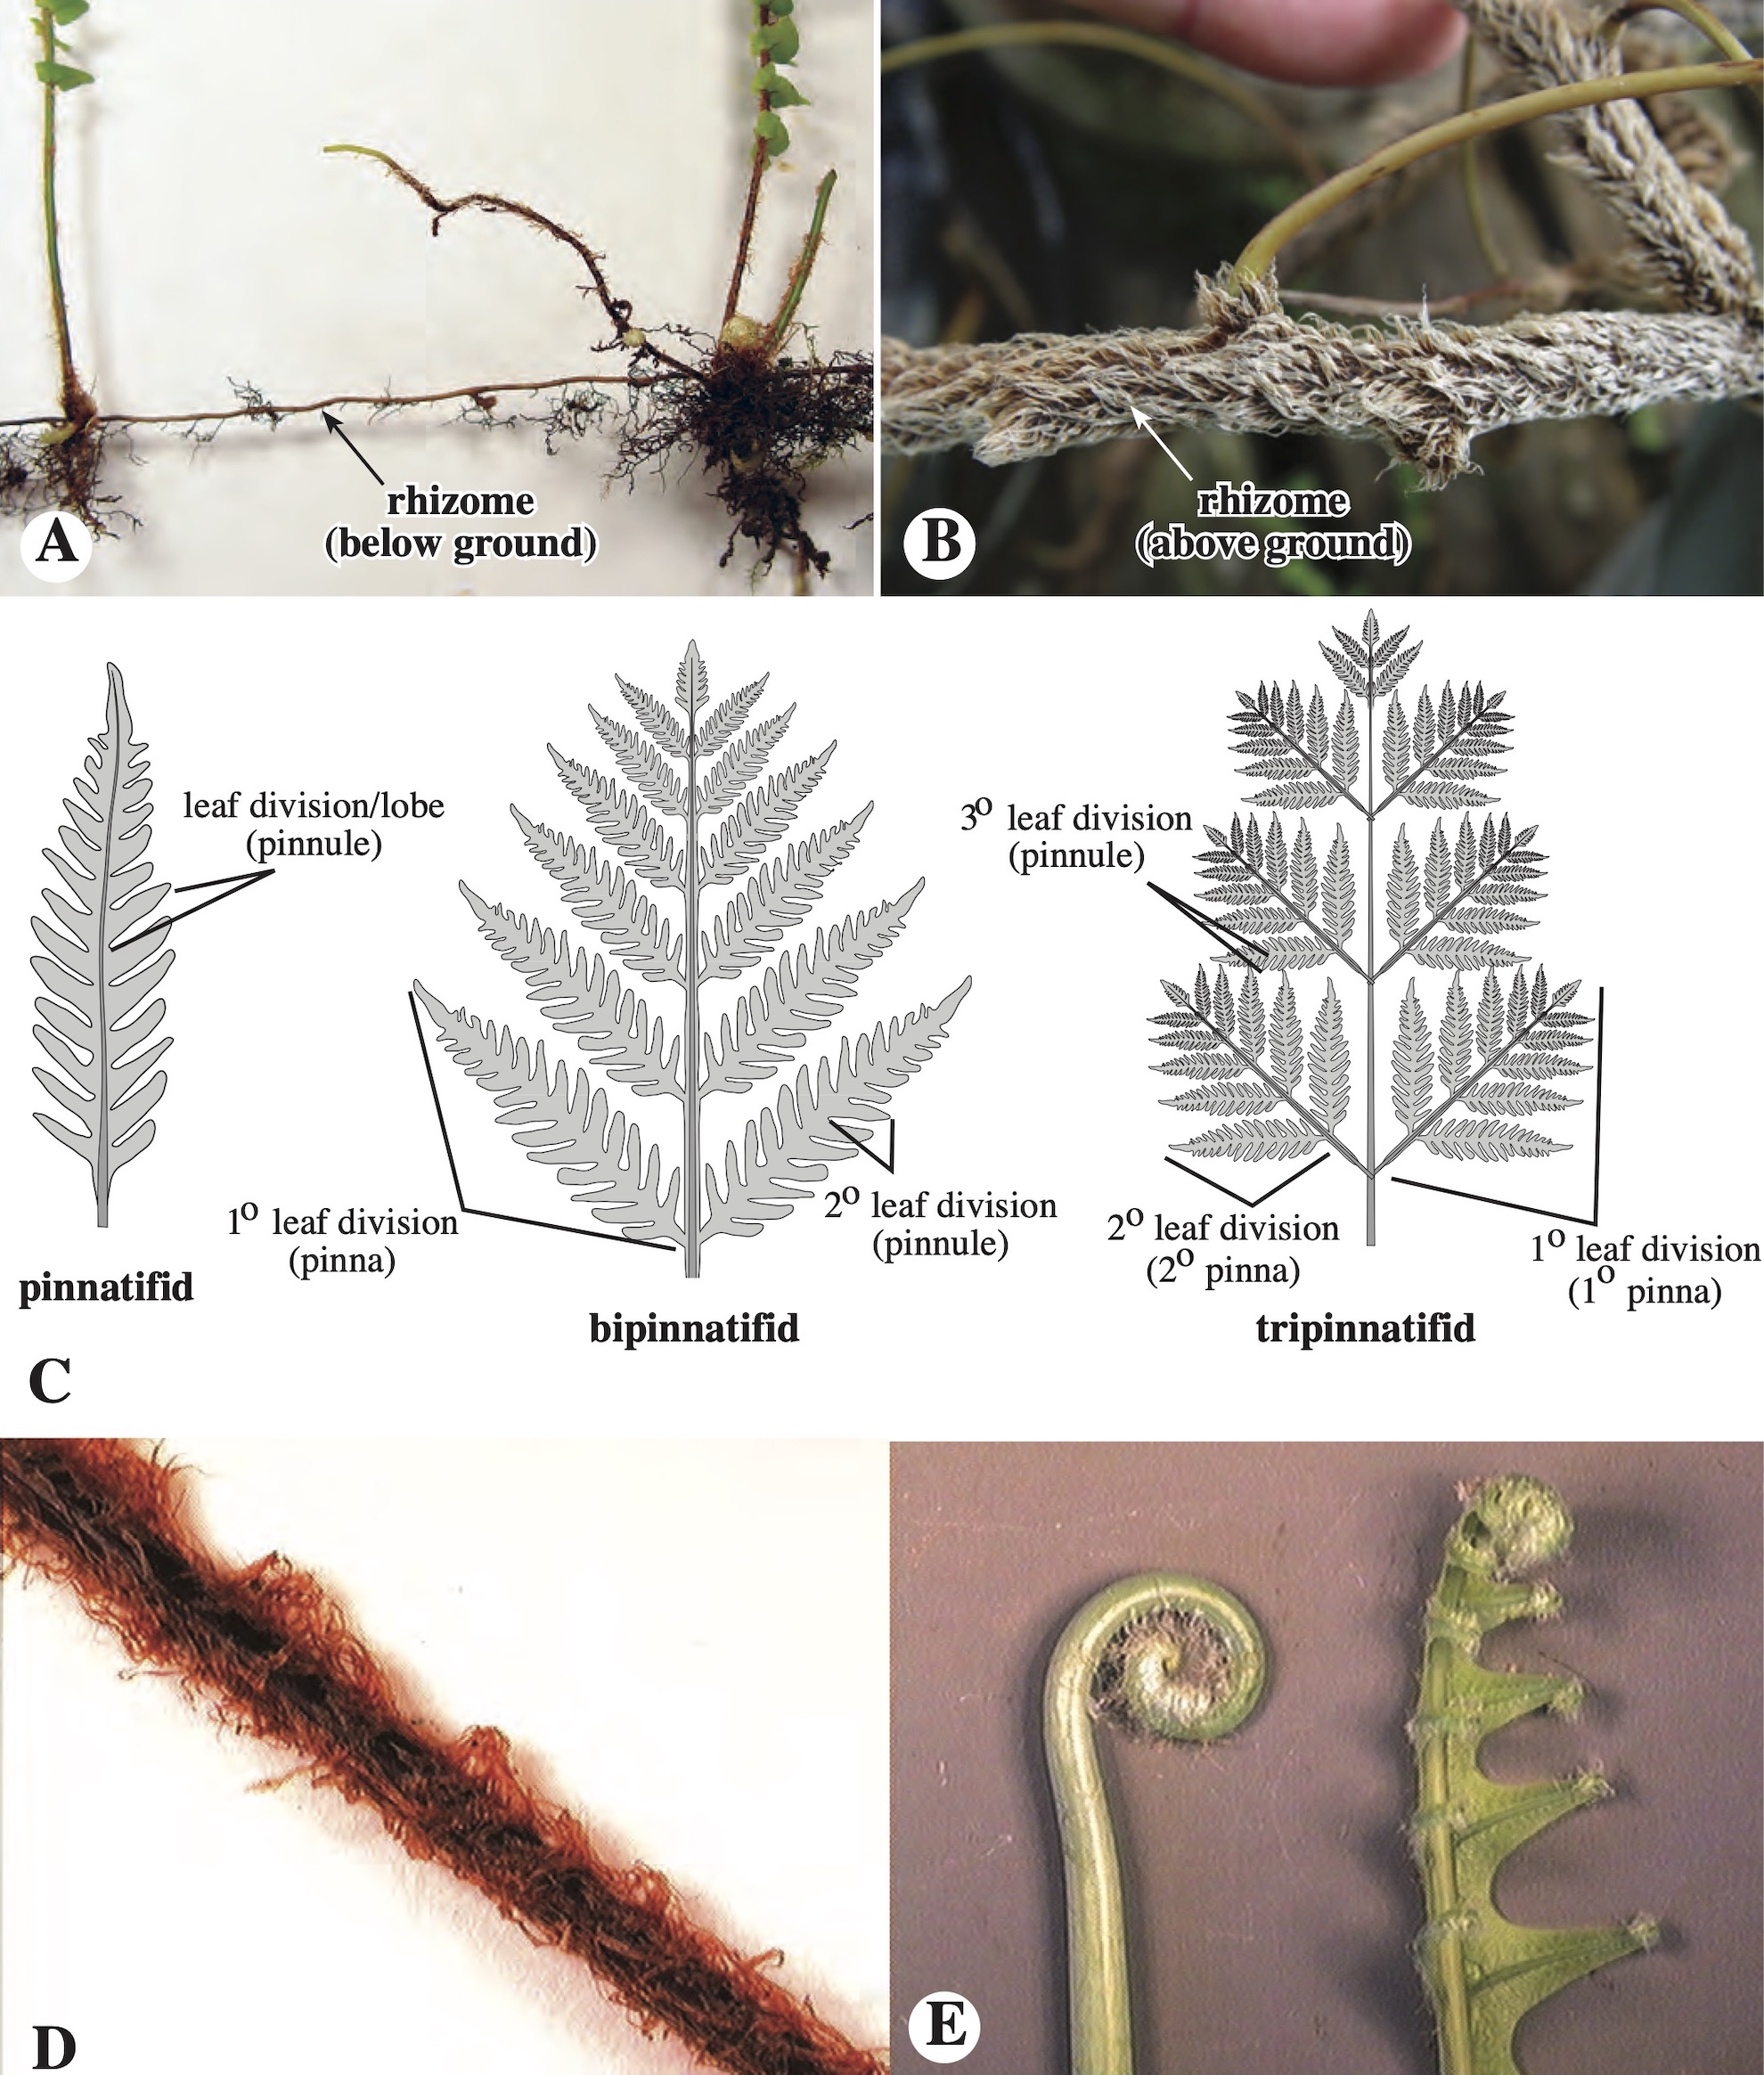 rhizome
(below ground)
A
rhizome
(above ground)
B
leaf division/lobe
(pinnule)
pinnatifid
1º leaf division
(pinna)
2º leaf division
(pinnule)
bipinnatifid
3º leaf division
(pinnule)
2º leaf division
(2º pinna)
1º leaf division
(1º pinna)
tripinnatifid
C
D
E